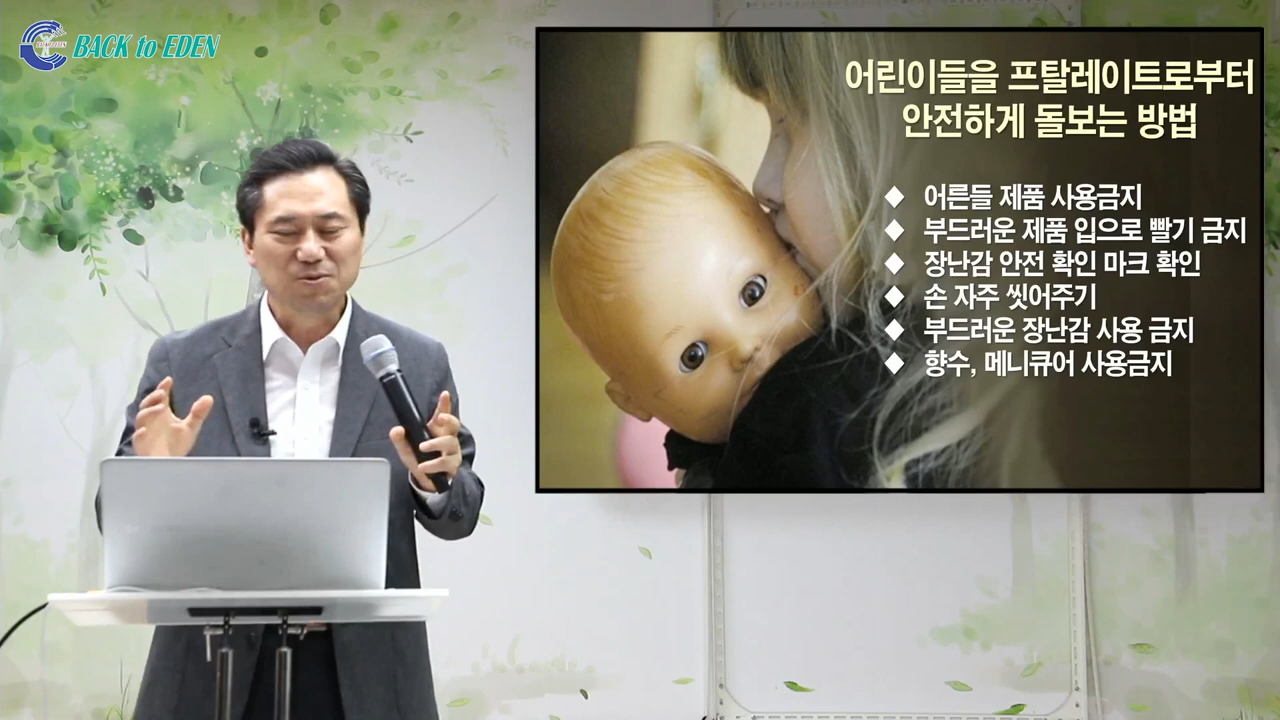 BACK to EDEN
어린이들을 프탈레이트로부터
안전하게 돌보는 방법
◆ 어른들 제품 사용금지
◆ 부드러운 제품 입으로 빨기 금지
◆ 장난감 안전 확인 마크 확인
◆ 손 자주 씻어주기
◆ 부드러운 장난감 사용 금지
◆ 향수, 메니큐어 사용금지